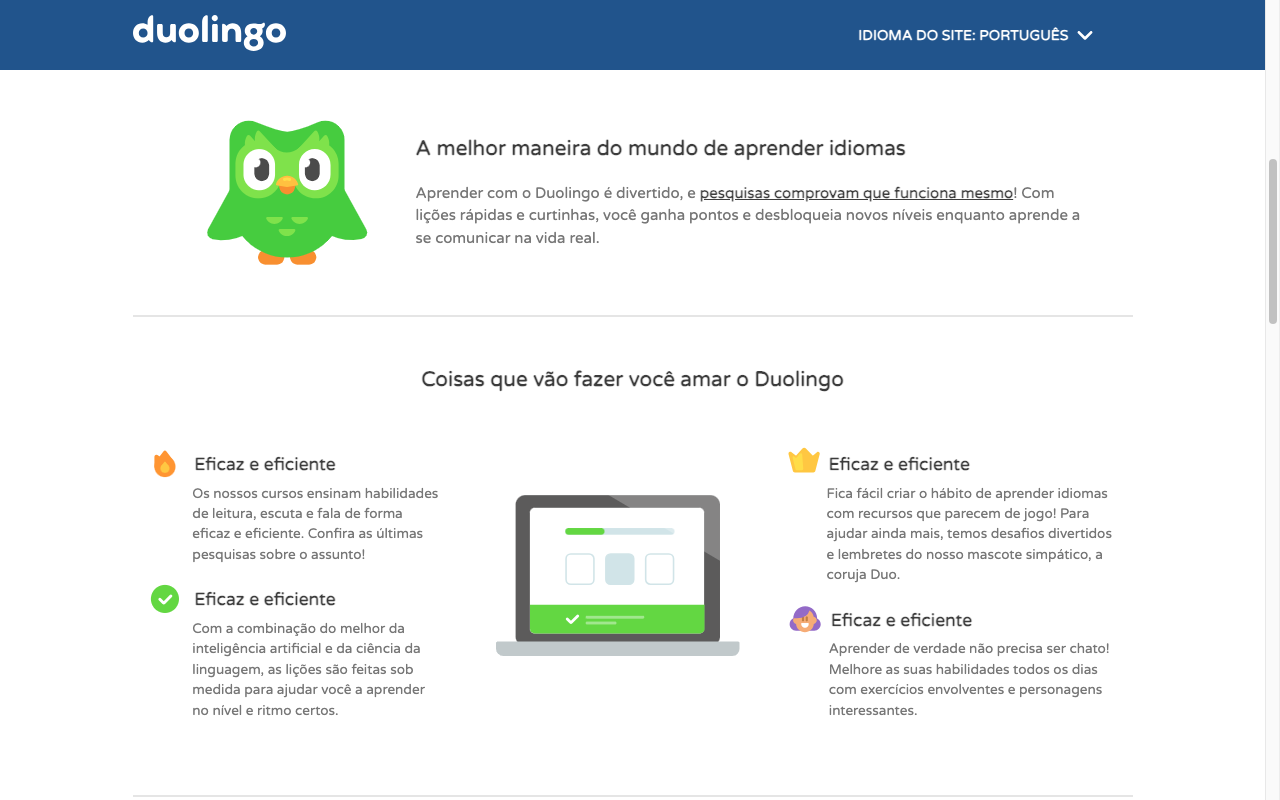 duolingo
IDIOMA DO SITE: PORTUGUÊS
A melhor maneira do mundo de aprender idiomas
Aprender com o Duolingo é divertido, e pesquisas comprovam que funciona mesmo! Com
lições rápidas e curtinhas, você ganha pontos e desbloqueia novos níveis enquanto aprende a
se comunicar na vida real.
Coisas que vão fazer você amar o Duolingo
Eficaz e eficiente
Os nossos cursos ensinam habilidades
de leitura, escuta e fala de forma
eficaz e eficiente. Confira as últimas
pesquisas sobre o assunto!
Eficaz e eficiente
Com a combinação do melhor da
inteligência artificial e da ciência da
linguagem, as lições são feitas sob
medida para ajudar você a aprender
no nível e ritmo certos.
Eficaz e eficiente
Fica fácil criar o hábito de aprender idiomas
com recursos que parecem de jogo! Para
ajudar ainda mais, temos desafios divertidos
e lembretes do nosso mascote simpático, a
coruja Duo.
Eficaz e eficiente
Aprender de verdade não precisa ser chato!
Melhore as suas habilidades todos os dias
com exercícios envolventes e personagens
interessantes.